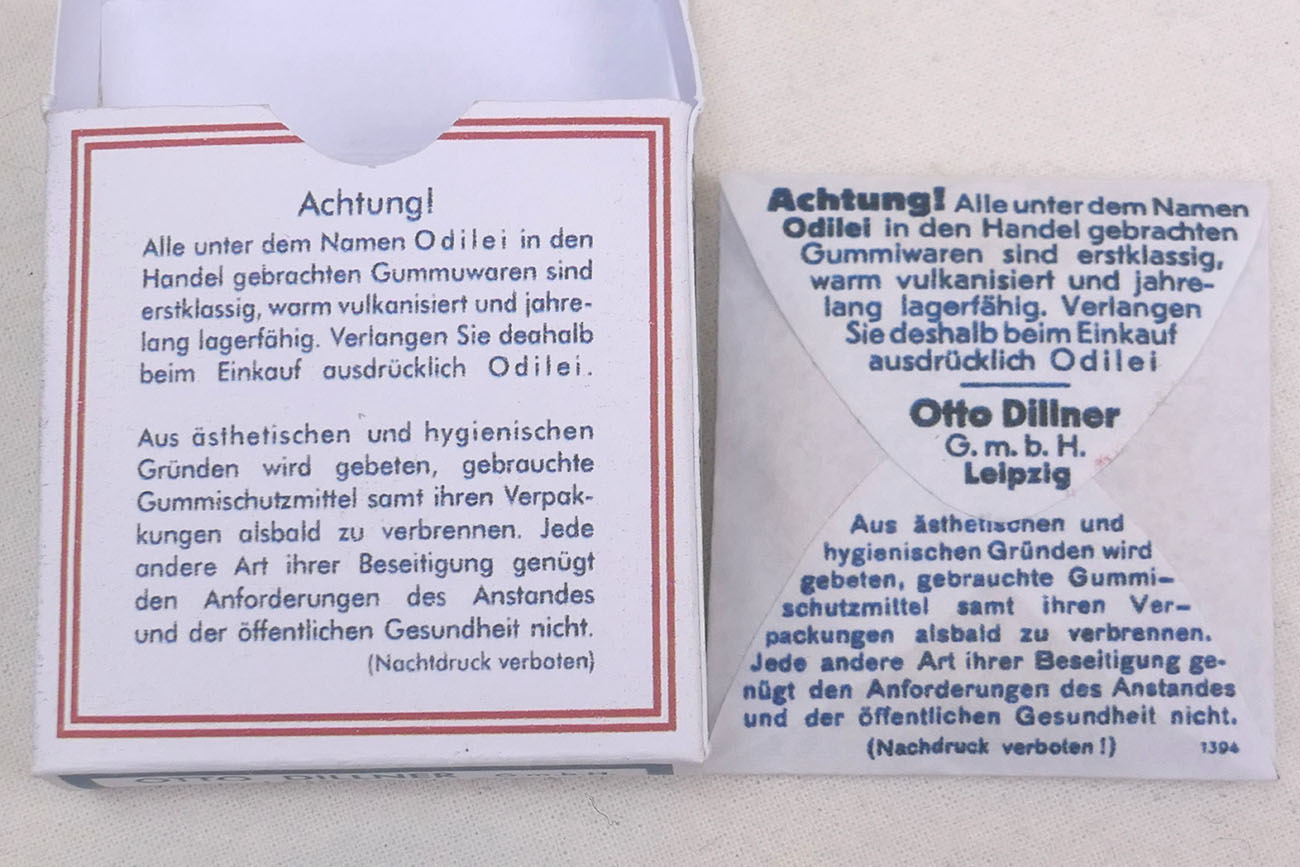 Achtung!
Alle unter dem Namen Odilei in den
Handel gebrachten Gummuwaren sind
erstklassig, warm vulkanisiert und jahre-
lang lagerfähig. Verlangen Sie deahalb
beim Einkauf ausdrücklich Odilei.
Aus ästhetischen und hygienischen
Gründen wird gebeten, gebrauchte
Gummischutzmittel samt ihren Verpak-
kungen alsbald zu verbrennen. Jede
andere Art ihrer Beseitigung genügt
den Anforderungen des Anstandes
und der öffentlichen Gesundheit nicht.
(Nachtdruck verboten)
OTTO DILLNER G.m.b.H.
Achtung! Alle unter dem Namen
Odilei in den Handel gebrachten
Gummiwaren sind erstklassig,
warm vulkanisiert und jahre-
lang lagerfähig. Verlangen
Sie deshalb beim Einkauf
ausdrücklich Odilei
Otto Dillner
G. m. b. H.
Leipzig
Aus ästhetischen und
hygienischen Gründen wird
gebeten, gebrauchte Gummi-
schutzmittel samt ihren Ver-
packungen alsbald zu verbrennen.
Jede andere Art ihrer Beseitigung ge-
nügt den Anforderungen des Anstandes
und der öffentlichen Gesundheit nicht.
(Nachdruck verboten!) 1394